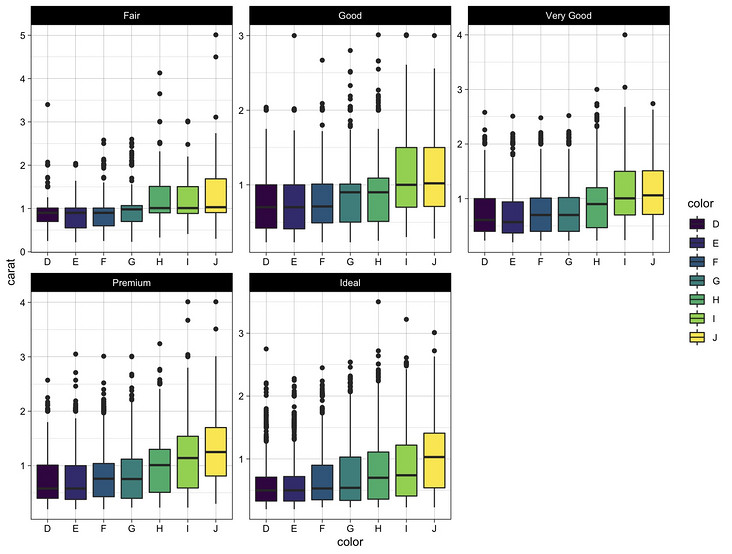 Fair Good Very Good
5
4
3
2
1
0
3
2
1
4
3
2
1
D E F G H I J
D E F G H I J
D E F G H I J
carat
Premium Ideal
4
3
2
1
3
2
1
D E F G H I J
D E F G H I J
color
color
D
E
F
G
H
I
J